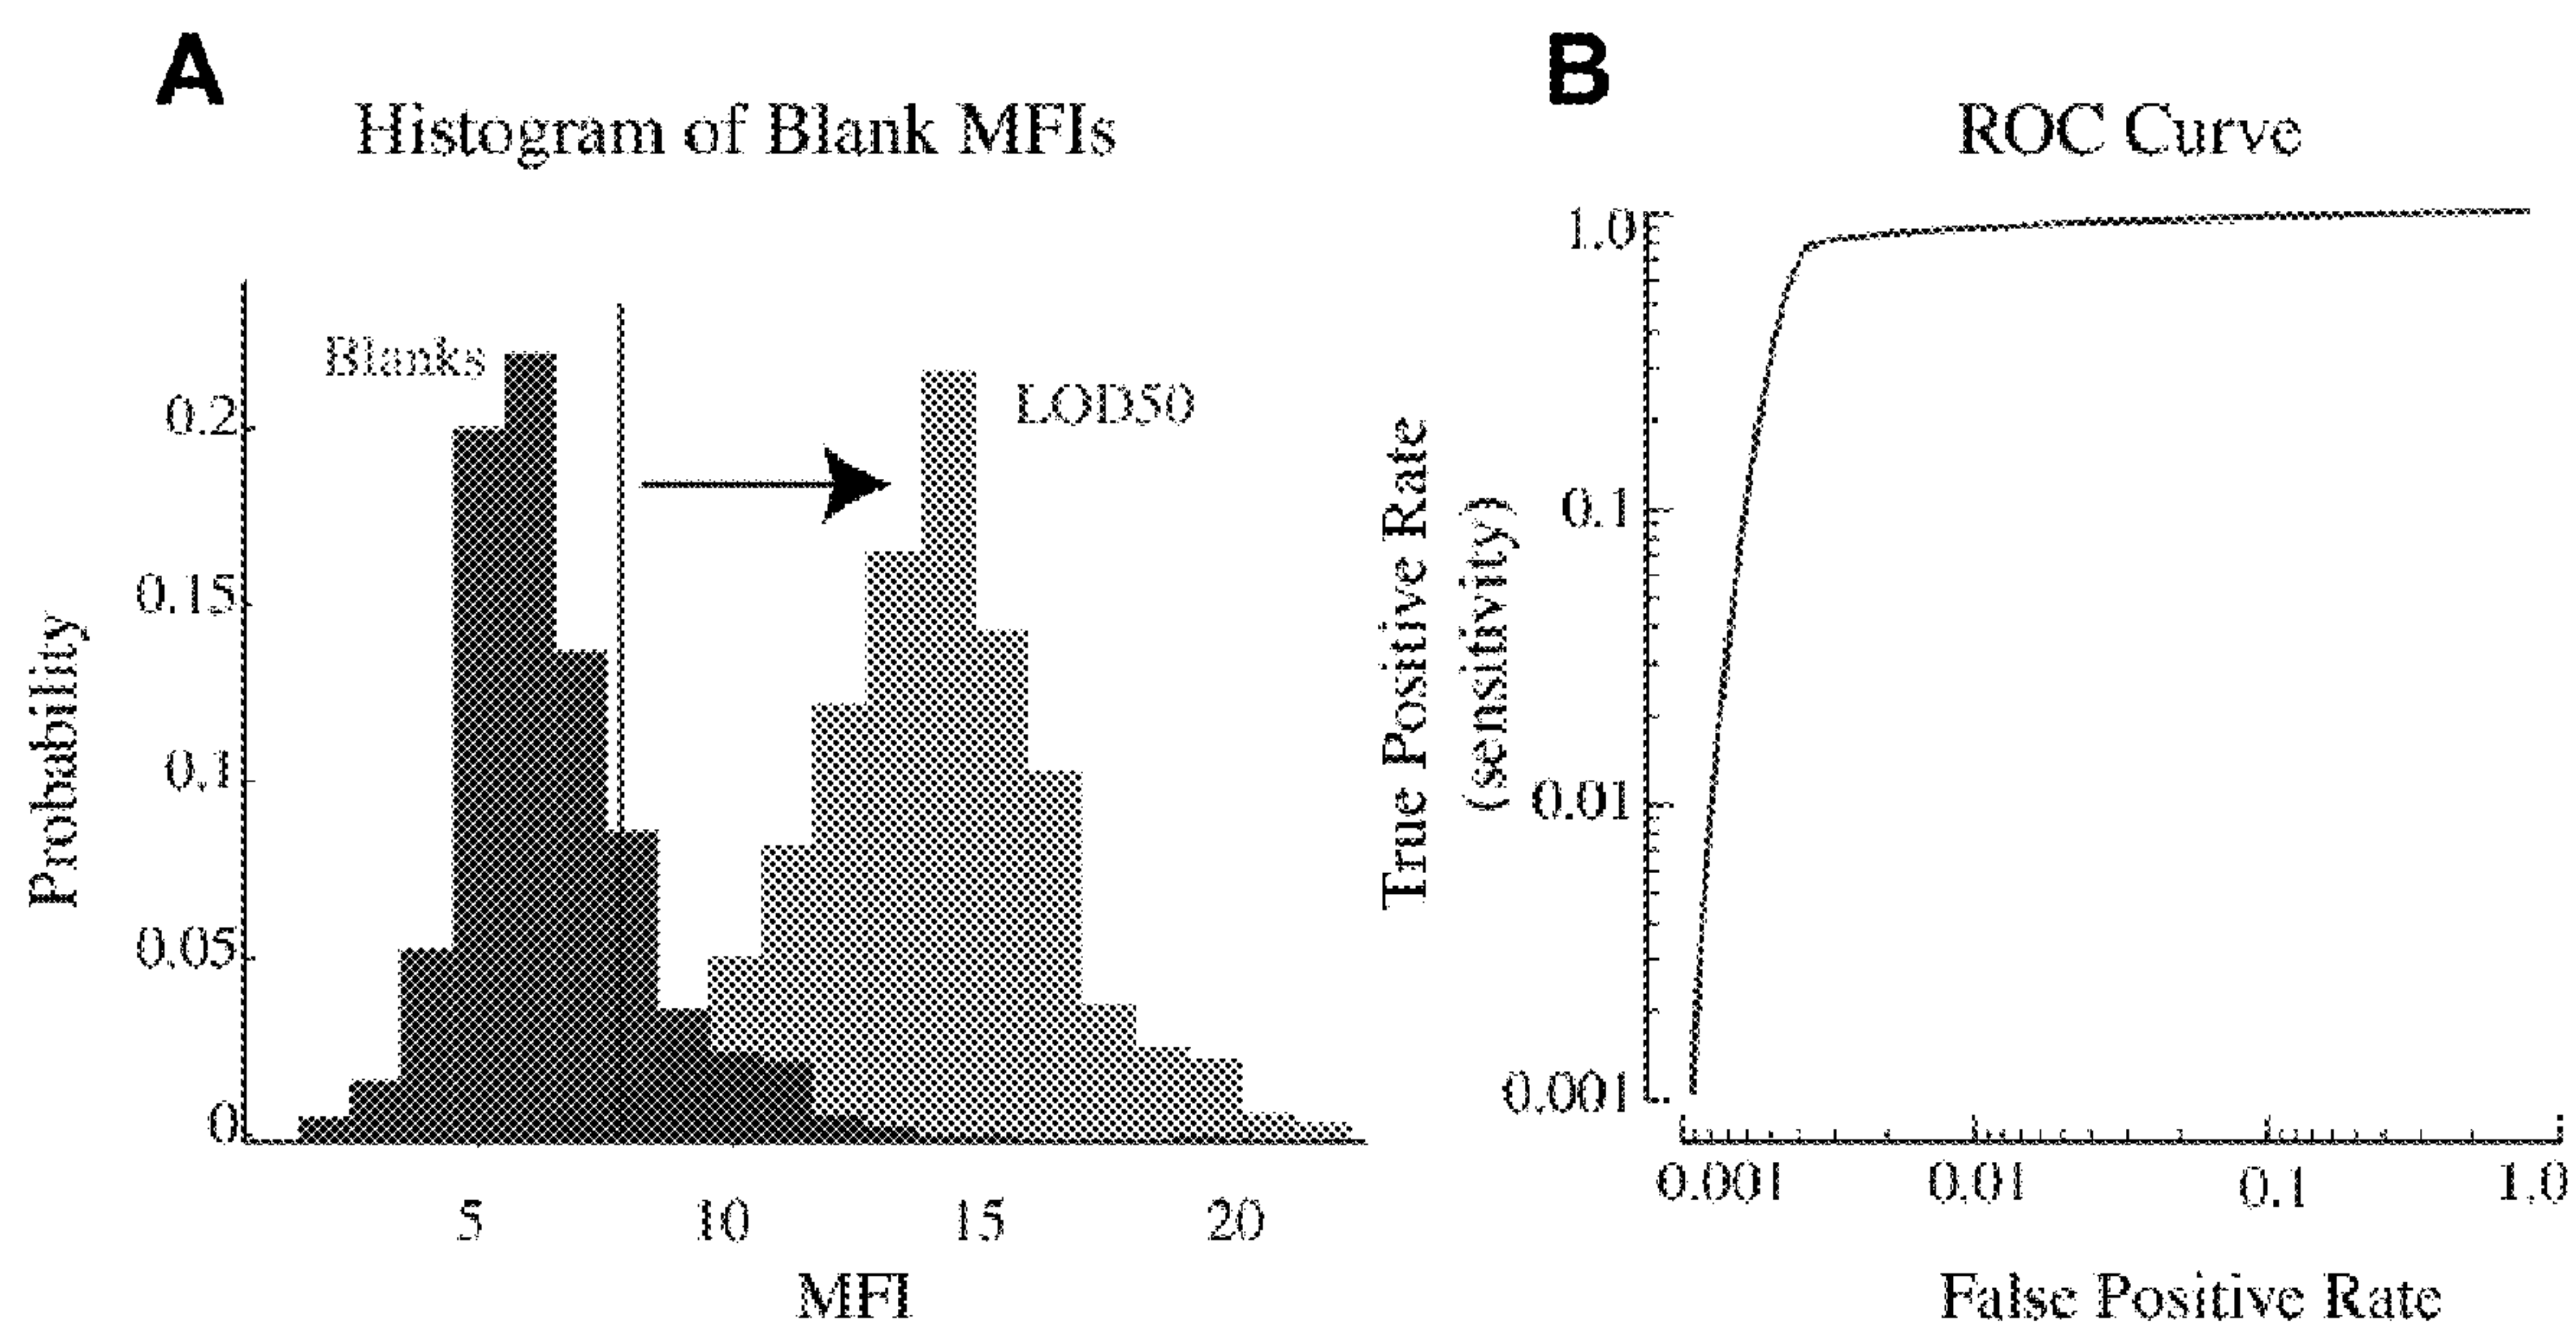 A
Histogram of Blank MFIs
Blanks
LOD50
0.2
0.15
0.1
0.05
0
Probability
5 10 15 20
MFI
B
ROC Curve
1.0
0.1
0.01
0.001
True Positive Rate
(sensitivity)
0.001 0.01 0.1 1.0
False Positive Rate